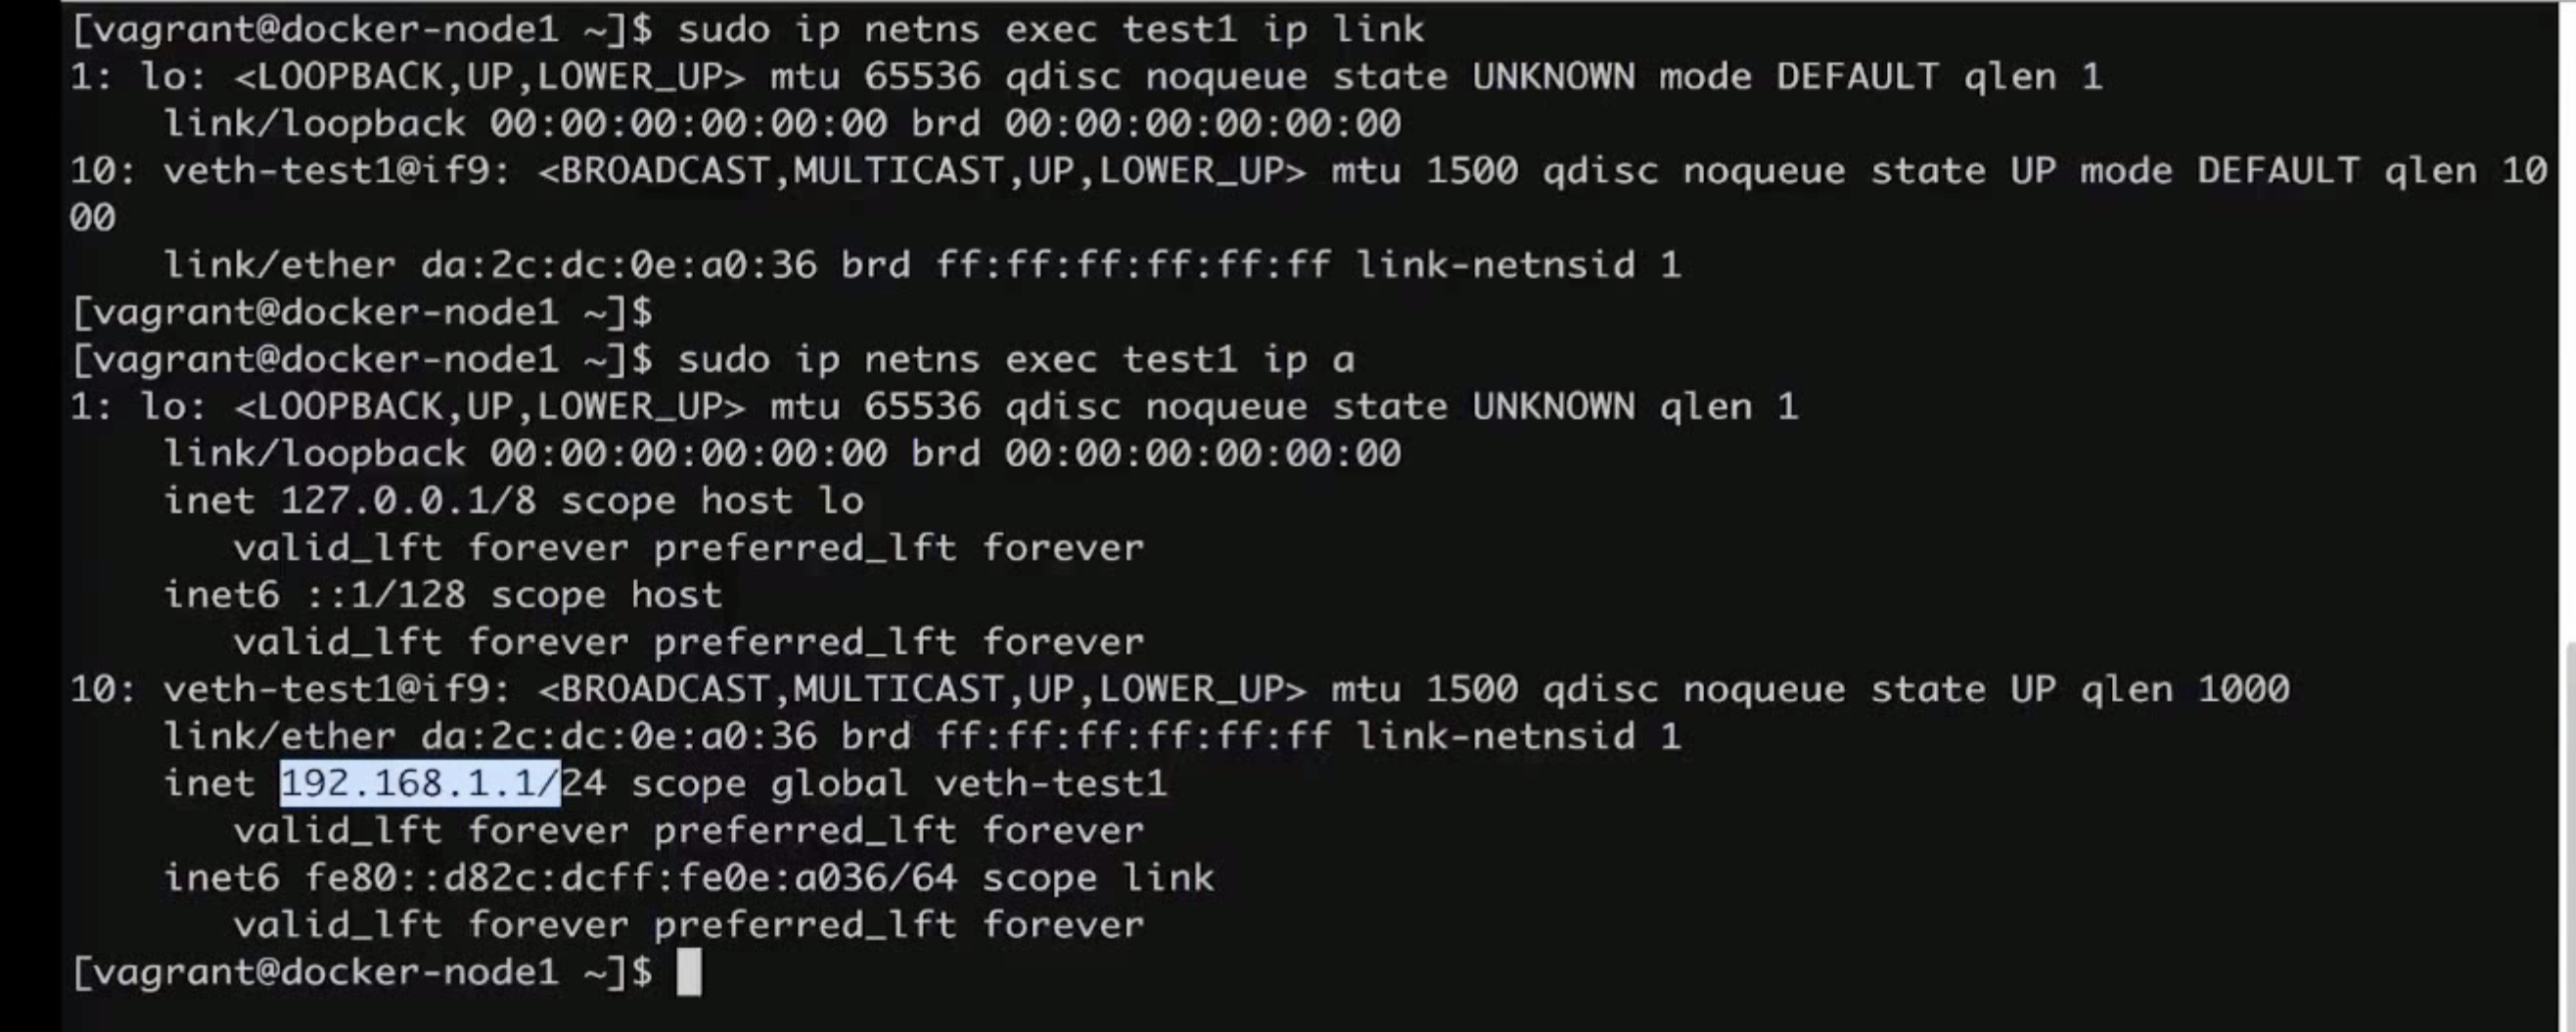 [vagrant@docker-node1 ~]$ sudo ip netns exec test1 ip link
1: lo: <LOOPBACK,UP,LOWER_UP> mtu 65536 qdisc noqueue state UNKNOWN mode DEFAULT qlen 1
    link/loopback 00:00:00:00:00:00 brd 00:00:00:00:00:00
10: veth-test1@if9: <BROADCAST,MULTICAST,UP,LOWER_UP> mtu 1500 qdisc noqueue state UP mode DEFAULT qlen 10
00
    link/ether da:2c:dc:0e:a0:36 brd ff:ff:ff:ff:ff:ff link-netnsid 1
[vagrant@docker-node1 ~]$
[vagrant@docker-node1 ~]$ sudo ip netns exec test1 ip a
1: lo: <LOOPBACK,UP,LOWER_UP> mtu 65536 qdisc noqueue state UNKNOWN qlen 1
    link/loopback 00:00:00:00:00:00 brd 00:00:00:00:00:00
    inet 127.0.0.1/8 scope host lo
       valid_lft forever preferred_lft forever
    inet6 ::1/128 scope host
       valid_lft forever preferred_lft forever
10: veth-test1@if9: <BROADCAST,MULTICAST,UP,LOWER_UP> mtu 1500 qdisc noqueue state UP qlen 1000
    link/ether da:2c:dc:0e:a0:36 brd ff:ff:ff:ff:ff:ff link-netnsid 1
    inet 192.168.1.1/24 scope global veth-test1
       valid_lft forever preferred_lft forever
    inet6 fe80::d82c:dcff:fe0e:a036/64 scope link
       valid_lft forever preferred_lft forever
[vagrant@docker-node1 ~]$